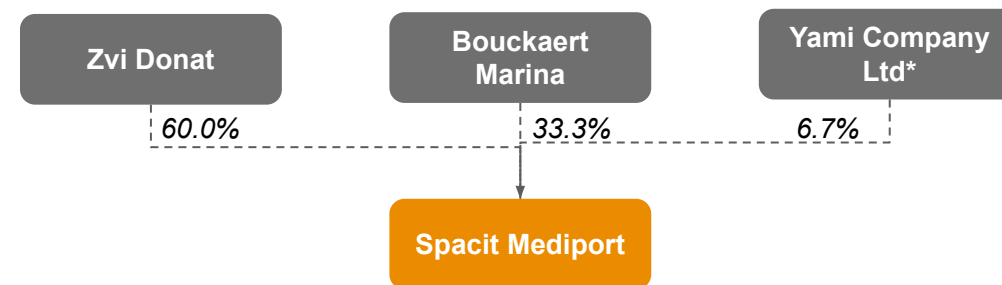 Zvi Donat
Bouckaert
Marina
Yami Company
Ltd*
60.0%
33.3%
6.7%
Spacit Mediport